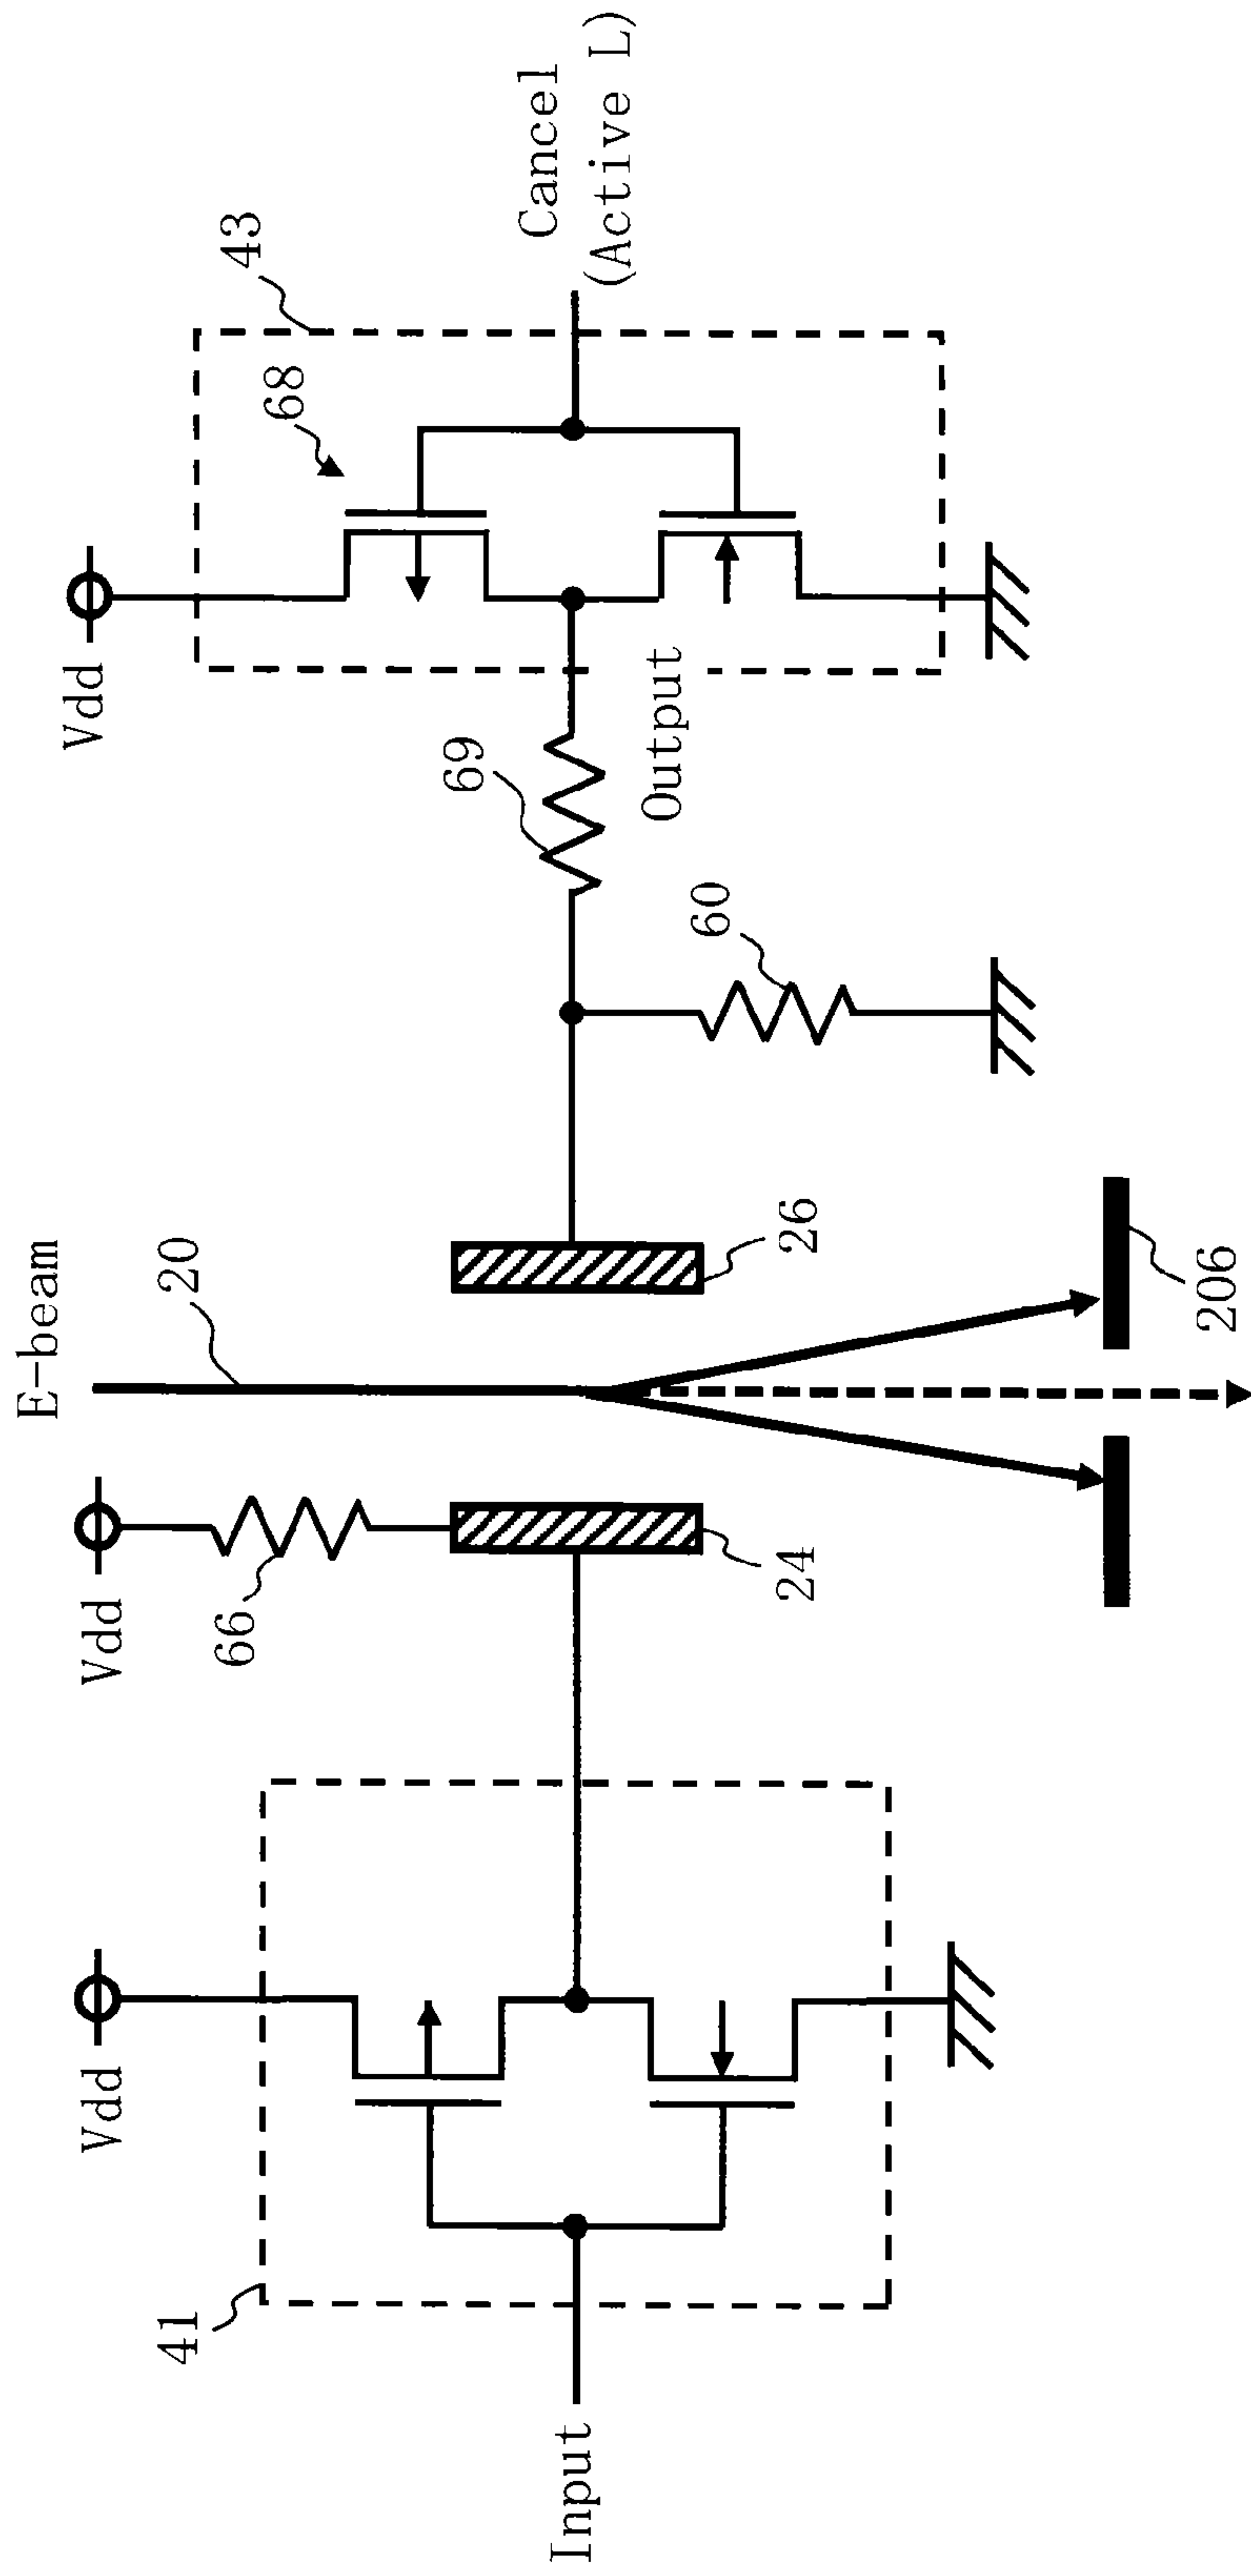 E-beam
Vdd
Vdd
Vdd
20
66
41
43
68
69
Cancel
(Active L)
Input
Output
60
24
26
206